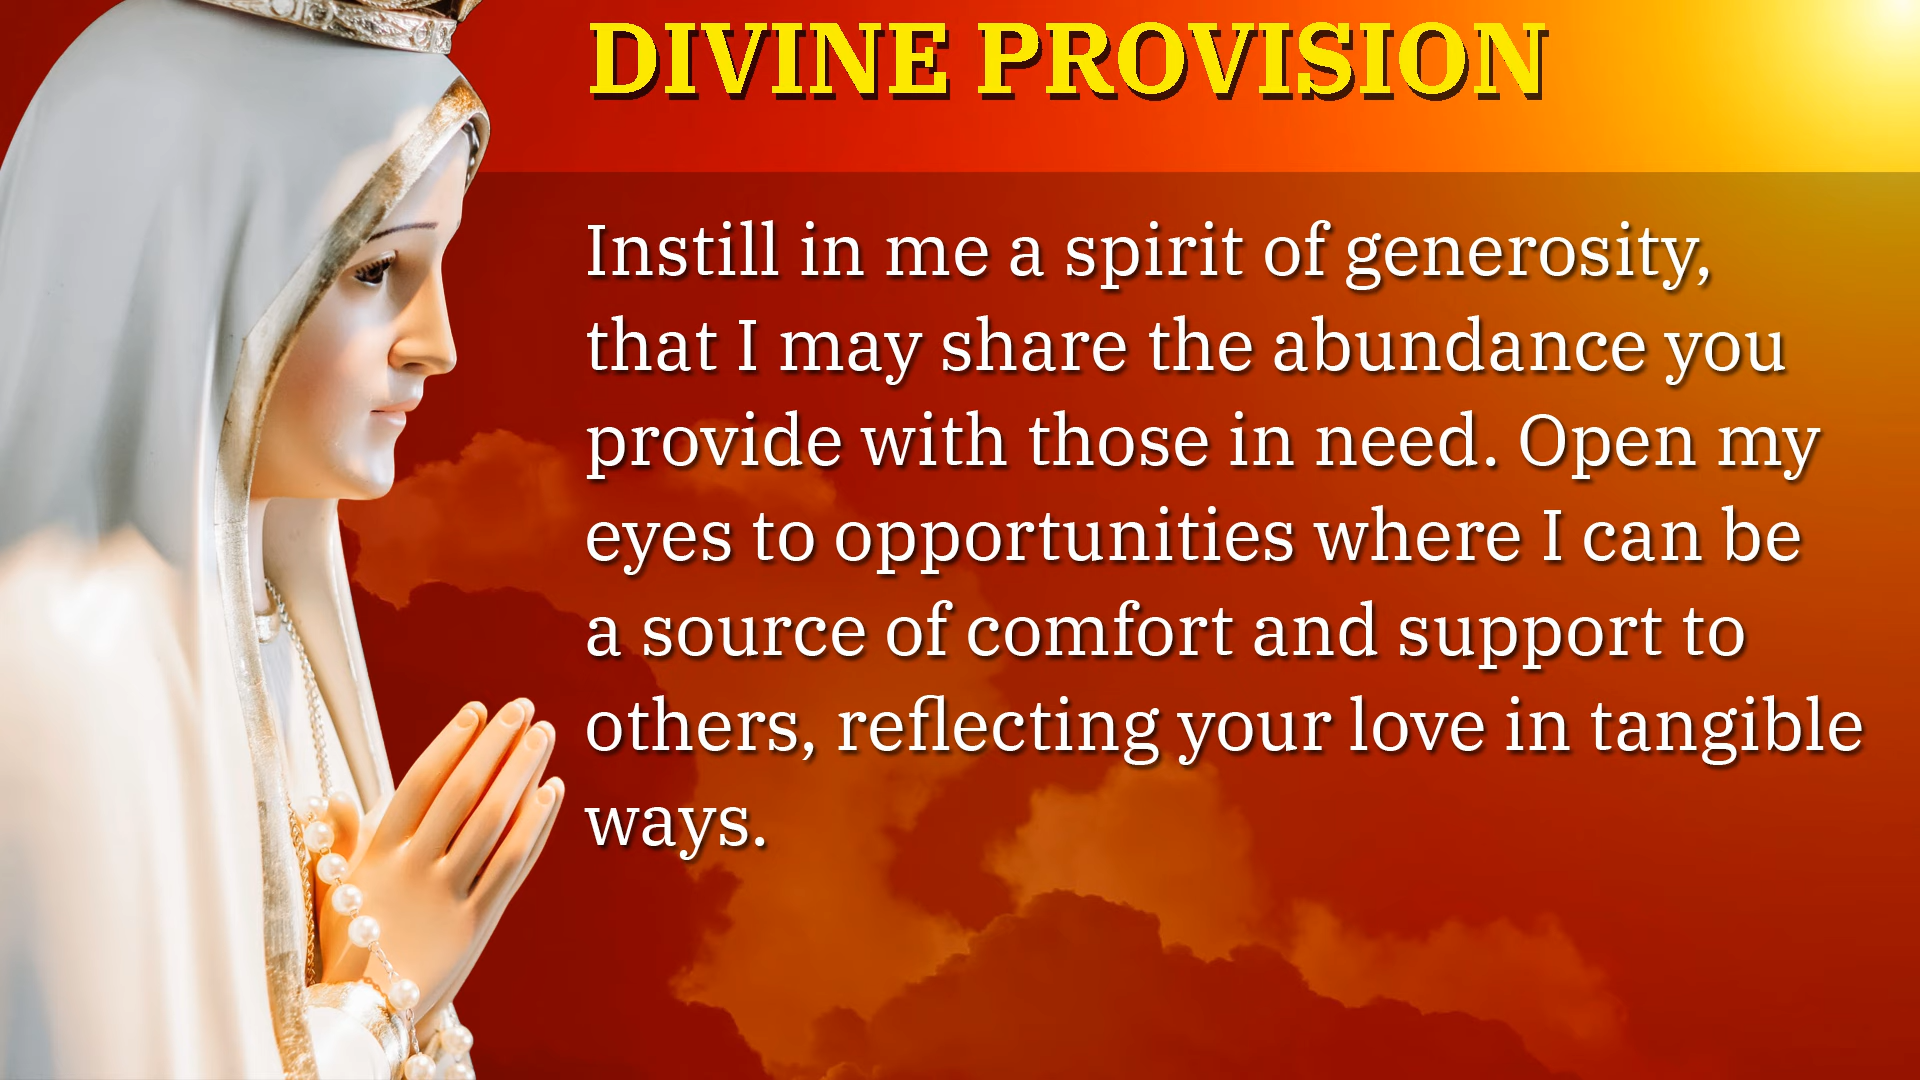 DIVINE PROVISION
Instill in me a spirit of generosity,
that I may share the abundance you
provide with those in need. Open my
eyes to opportunities where I can be
a source of comfort and support to
others, reflecting your love in tangible
ways.